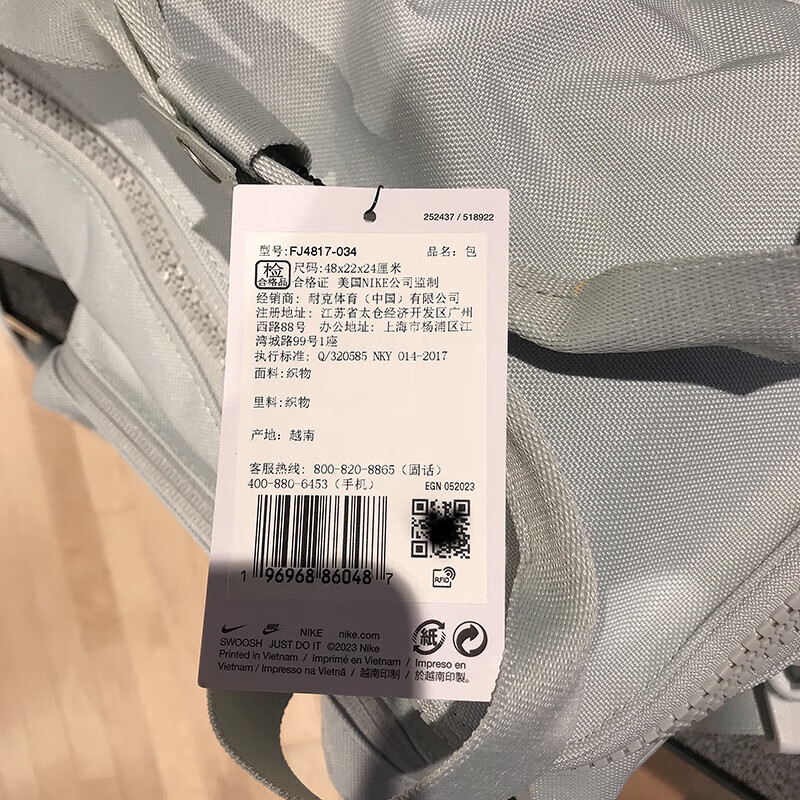 252437 / 518922
型号:FJ4817-034 品名: 包
检 合格品
尺码:48x22x24厘米
合格证 美国NIKE公司监制
经销商: 耐克体育（中国）有限公司
注册地址: 江苏省太仓经济开发区广州
西路88号 办公地址: 上海市杨浦区江
湾城路99号1座
执行标准: Q/320585 NKY 014-2017
面料:织物
里料:织物
产地: 越南
客服热线: 800-820-8865（固话）
400-880-6453（手机）
EGN 052023
1 96968 86048 7
RFID
NIKE NIKE nike.com
SWOOSH JUST DO IT ©2023 Nike
Printed in Vietnam / Imprimé en Vietnam / Impreso en
Vietnam / Impresso na Vietnã / 越南印制 / 於越南印製。
紙